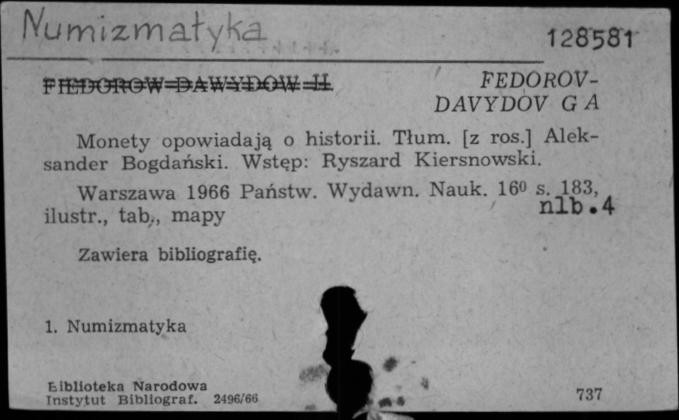 Numizmatyka
128581
FIEDOROW-DAWYDOW H.
FEDOROV-
DAVYDOV G A
Monety opowiadają o historii. Tłum. [z ros.] Alek-
sander Bogdański. Wstęp: Ryszard Kiersnowski.
Warszawa 1966 Państw. Wydawn. Nauk. 16⁰ s. 183,
nlb.4
ilustr., tab., mapy
Zawiera bibliografię.
1. Numizmatyka
Biblioteka Narodowa
Instytut Bibliograf. 2496/66
737